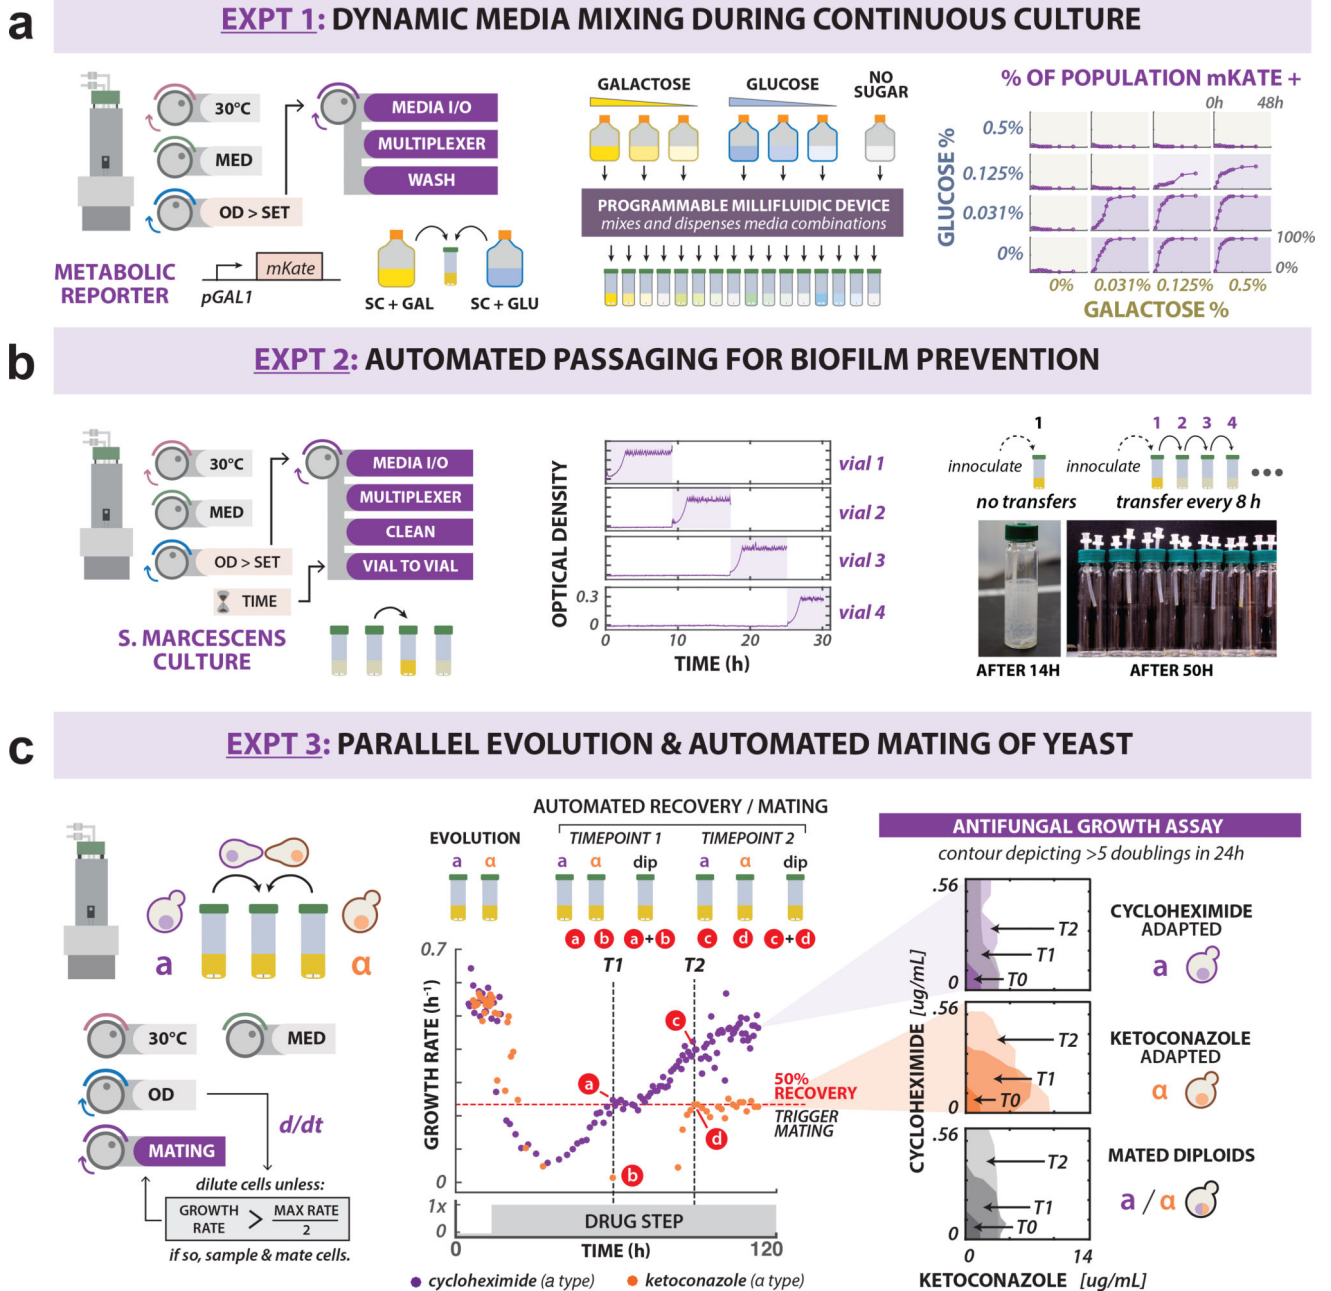 a
EXPT 1: DYNAMIC MEDIA MIXING DURING CONTINUOUS CULTURE
30°C
MED
OD > SET
MEDIA I/O
MULTIPLEXER
WASH
METABOLIC
REPORTER
mKate
pGAL1
SC + GAL
SC + GLU
GALACTOSE
GLUCOSE
NO
SUGAR
PROGRAMMABLE MILLIFLUIDIC DEVICE
mixes and dispenses media combinations
% OF POPULATION mKATE +
0h 48h
GLUCOSE %
0.5%
0.125%
0.031%
0%
100%
0%
0% 0.031% 0.125% 0.5%
GALACTOSE %
b
EXPT 2: AUTOMATED PASSAGING FOR BIOFILM PREVENTION
30°C
MED
OD > SET
TIME
MEDIA I/O
MULTIPLEXER
CLEAN
VIAL TO VIAL
S. MARCESCENS
CULTURE
OPTICAL DENSITY
vial 1
vial 2
vial 3
vial 4
0.3
0
0 10 20 30
TIME (h)
1
innoculate
no transfers
1 2 3 4
innoculate
transfer every 8 h
AFTER 14H
AFTER 50H
c
EXPT 3: PARALLEL EVOLUTION & AUTOMATED MATING OF YEAST
a
α
30°C
MED
OD
MATING
d/dt
dilute cells unless:
GROWTH
RATE
>
MAX RATE
2
if so, sample & mate cells.
AUTOMATED RECOVERY / MATING
EVOLUTION
TIMEPOINT 1
TIMEPOINT 2
a α
a α dip
a α dip
a b a+b
c d c+d
T1
T2
GROWTH RATE (h⁻¹)
0.7
0
a
b
c
d
50%
RECOVERY
TRIGGER
MATING
1x
0
DRUG STEP
0
TIME (h)
120
cycloheximide (a type)
ketoconazole (α type)
ANTIFUNGAL GROWTH ASSAY
contour depicting >5 doublings in 24h
CYCLOHEXIMIDE [ug/mL]
.56
T2
T1
T0
0
CYCLOHEXIMIDE
ADAPTED
a
.56
T2
T1
T0
0
KETOCONAZOLE
ADAPTED
α
.56
T2
T1
T0
0
MATED DIPLOIDS
a / α
0 14
KETOCONAZOLE [ug/mL]